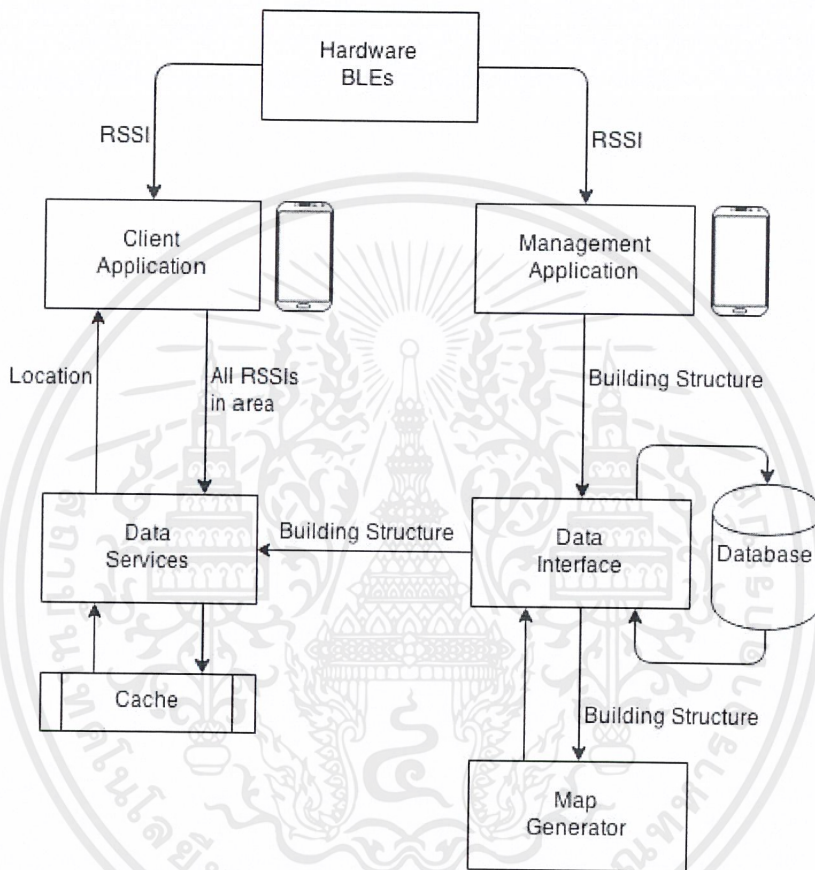 Hardware
BLEs
RSSI
RSSI
Client
Application
Management
Application
Location
All RSSIs
in area
Building Structure
Data
Services
Building Structure
Data
Interface
Database
Cache
Building Structure
Map
Generator